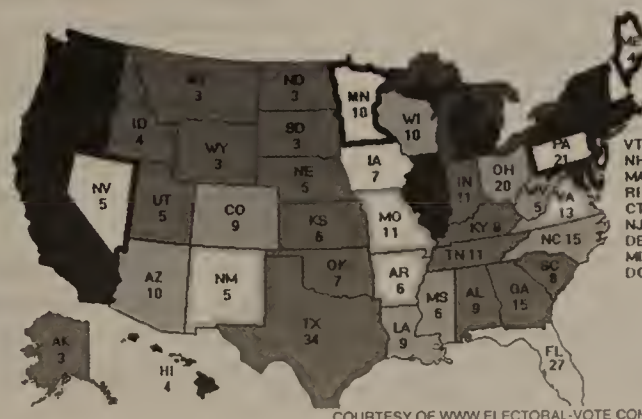 ME
4
MT
3
ND
3
MN
10
ID
4
SD
3
WI
10
WY
3
PA
21
VT
NH
MA
RI
CT
NJ
DE
NE
5
IA
7
NV
5
UT
5
CO
9
IN
11
OH
20
WV
5
VA
13
KS
6
MO
11
KY 8
NC 15
TN 11
AZ
10
NM
5
OK
7
AR
6
SC
8
MS
6
AL
9
GA
15
TX
34
LA
9
FL
27
AK
3
HI
4
COURTESY OF WWW.ELECTORAL-VOTE.COM